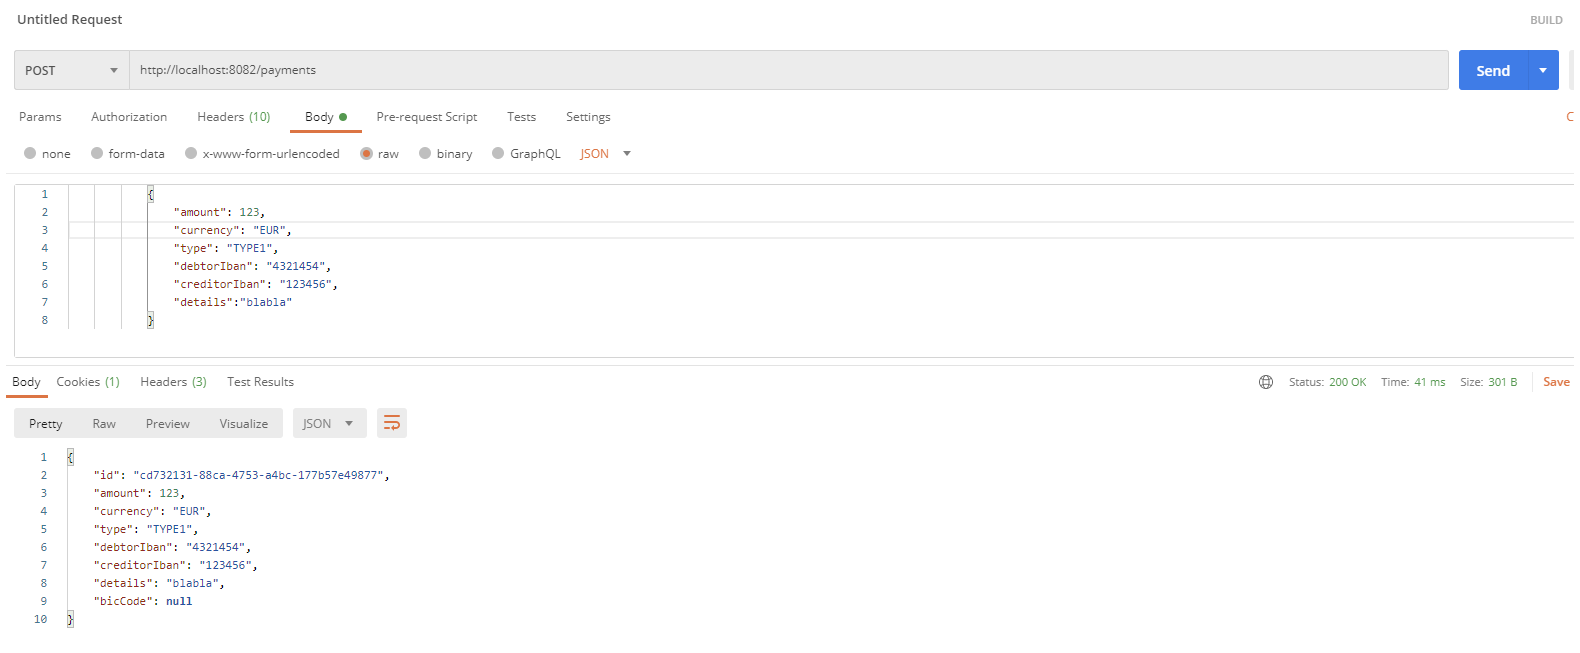 Untitled Request BUILD
POST http://localhost:8082/payments Send
Params Authorization Headers (10) Body Pre-request Script Tests Settings C
none form-data x-www-form-urlencoded raw binary GraphQL JSON
1 {
2 "amount": 123,
3 "currency": "EUR",
4 "type": "TYPE1",
5 "debtorIban": "4321454",
6 "creditorIban": "123456",
7 "details":"blabla"
8 }
Body Cookies (1) Headers (3) Test Results Status: 200 OK Time: 41 ms Size: 301 B Save
Pretty Raw Preview Visualize JSON
1 {
2 "id": "cd732131-88ca-4753-a4bc-177b57e49877",
3 "amount": 123,
4 "currency": "EUR",
5 "type": "TYPE1",
6 "debtorIban": "4321454",
7 "creditorIban": "123456",
8 "details": "blabla",
9 "bicCode": null
10 }